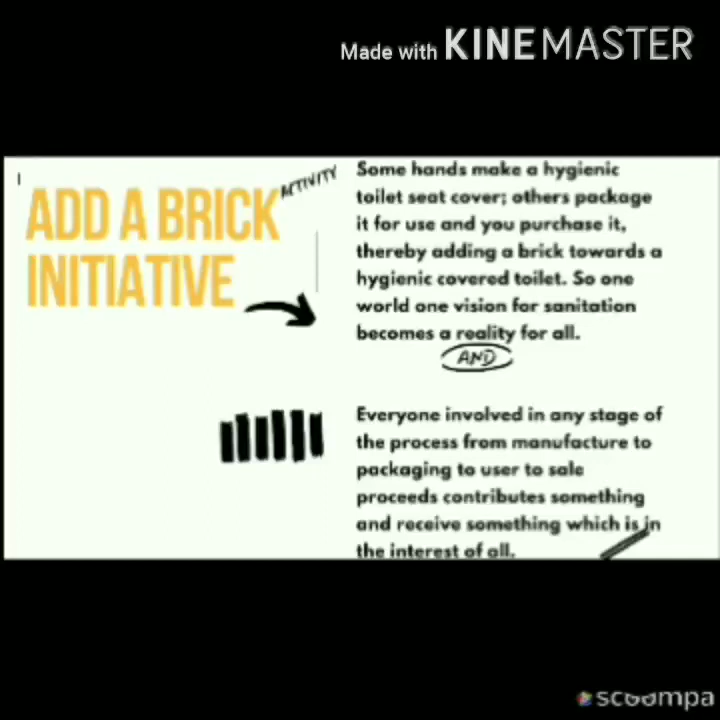 Made with KINEMASTER
ADD A BRICK
INITIATIVE
ACTIVITY
Some hands make a hygienic
toilet seat cover; others package
it for use and you purchase it,
thereby adding a brick towards a
hygienic covered toilet. So one
world one vision for sanitation
becomes a reality for all.
AND
Everyone involved in any stage of
the process from manufacture to
packaging to user to sale
proceeds contributes something
and receive something which is in
the interest of all.
scoompa